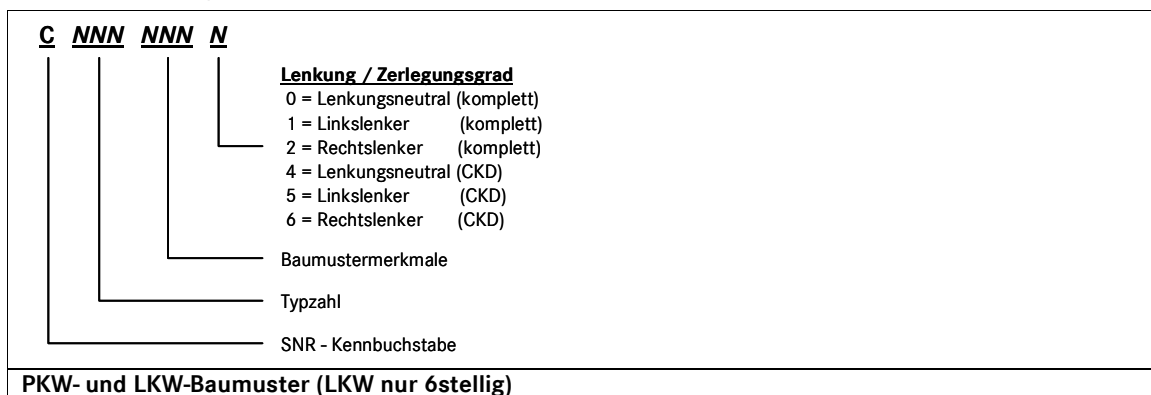 C NNN NNN N
Lenkung / Zerlegungsgrad
0 = Lenkungsneutral (komplett)
1 = Linkslenker (komplett)
2 = Rechtslenker (komplett)
4 = Lenkungsneutral (CKD)
5 = Linkslenker (CKD)
6 = Rechtslenker (CKD)
Baumustermerkmale
Typzahl
SNR - Kennbuchstabe
PKW- und LKW-Baumuster (LKW nur 6stellig)